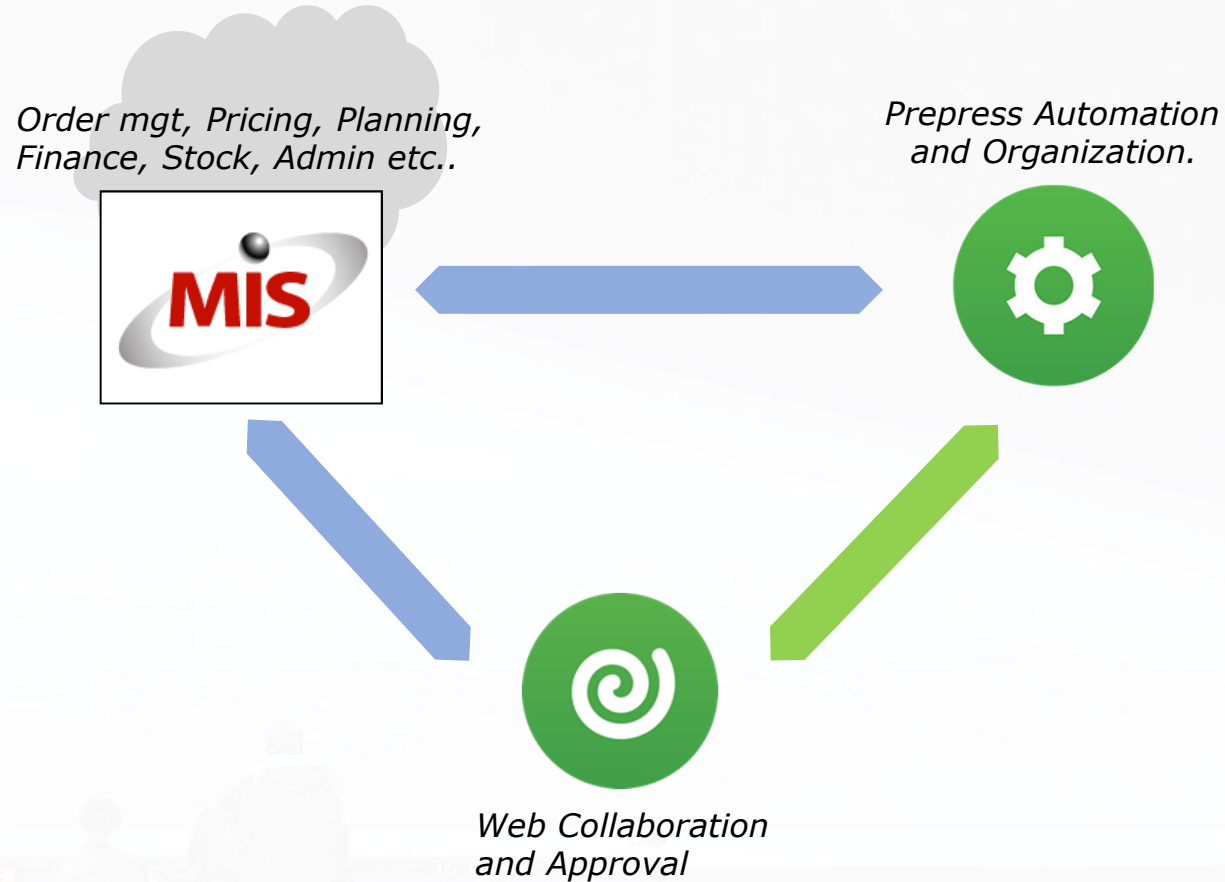 Order mgt, Pricing, Planning,
Finance, Stock, Admin etc..
MIS
Prepress Automation
and Organization.
Web Collaboration
and Approval